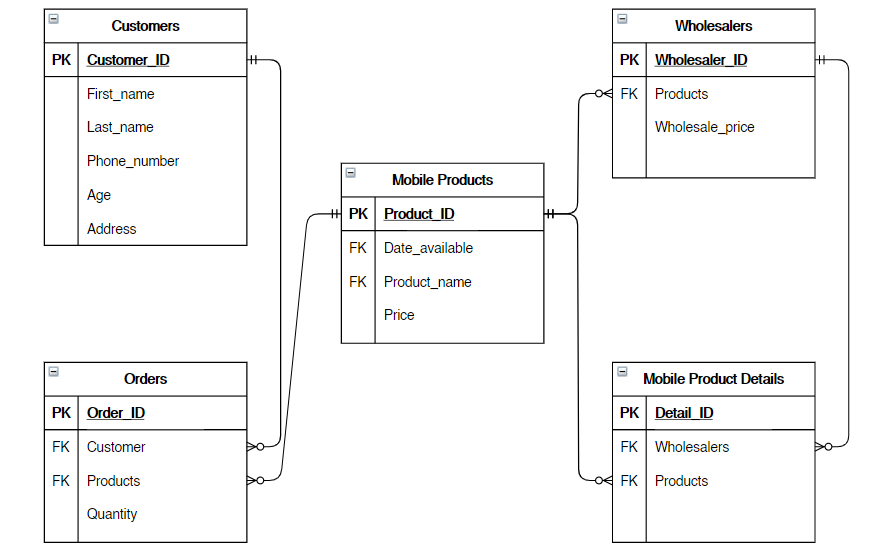 Customers
PK Customer_ID
First_name
Last_name
Phone_number
Age
Address
Wholesalers
PK Wholesaler_ID
FK Products
Wholesale_price
Mobile Products
PK Product_ID
FK Date_available
FK Product_name
Price
Orders
PK Order_ID
FK Customer
FK Products
Quantity
Mobile Product Details
PK Detail_ID
FK Wholesalers
FK Products